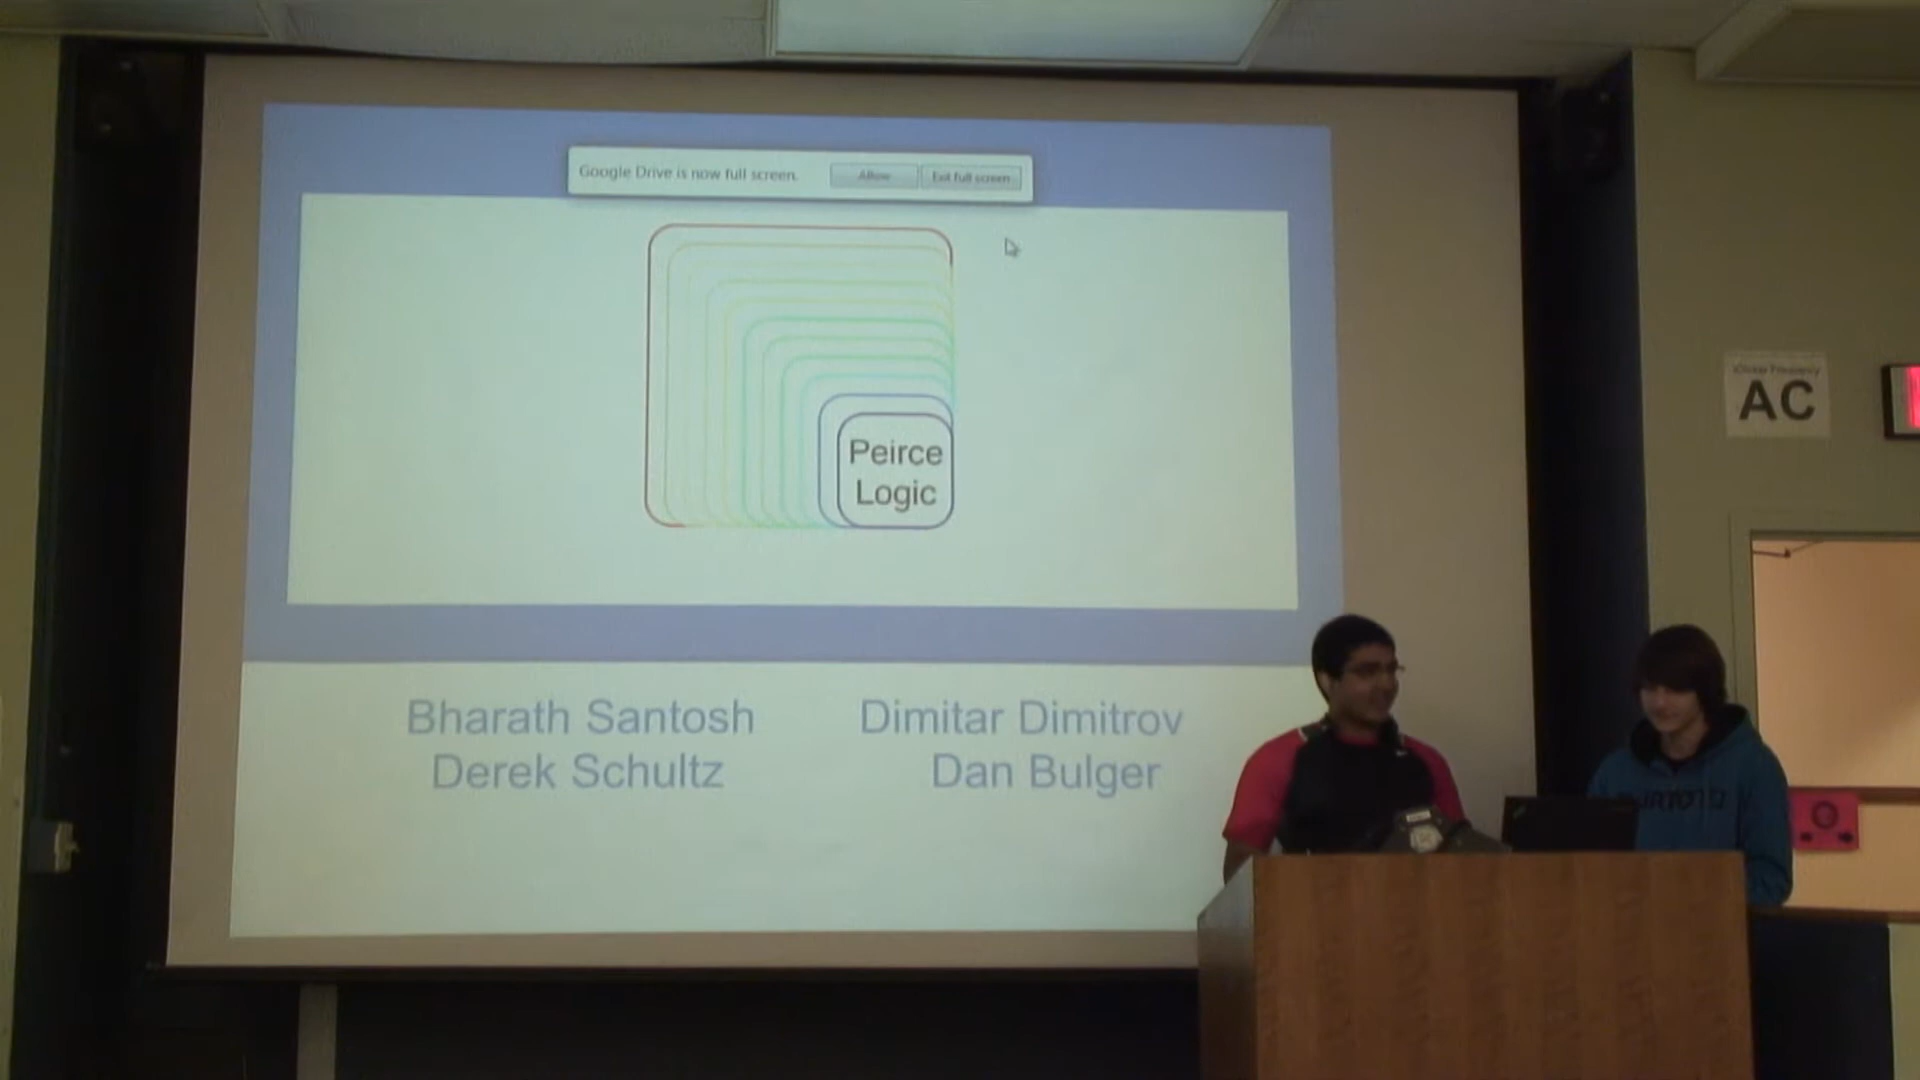 Google Drive is now full screen.
Allow
Exit full screen
Peirce
Logic
Bharath Santosh
Dimitar Dimitrov
Derek Schultz
Dan Bulger
AC
BURTON